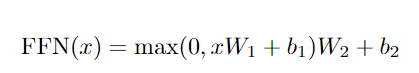 FFN(x) = max(0, xW₁ + b₁)W₂ + b₂